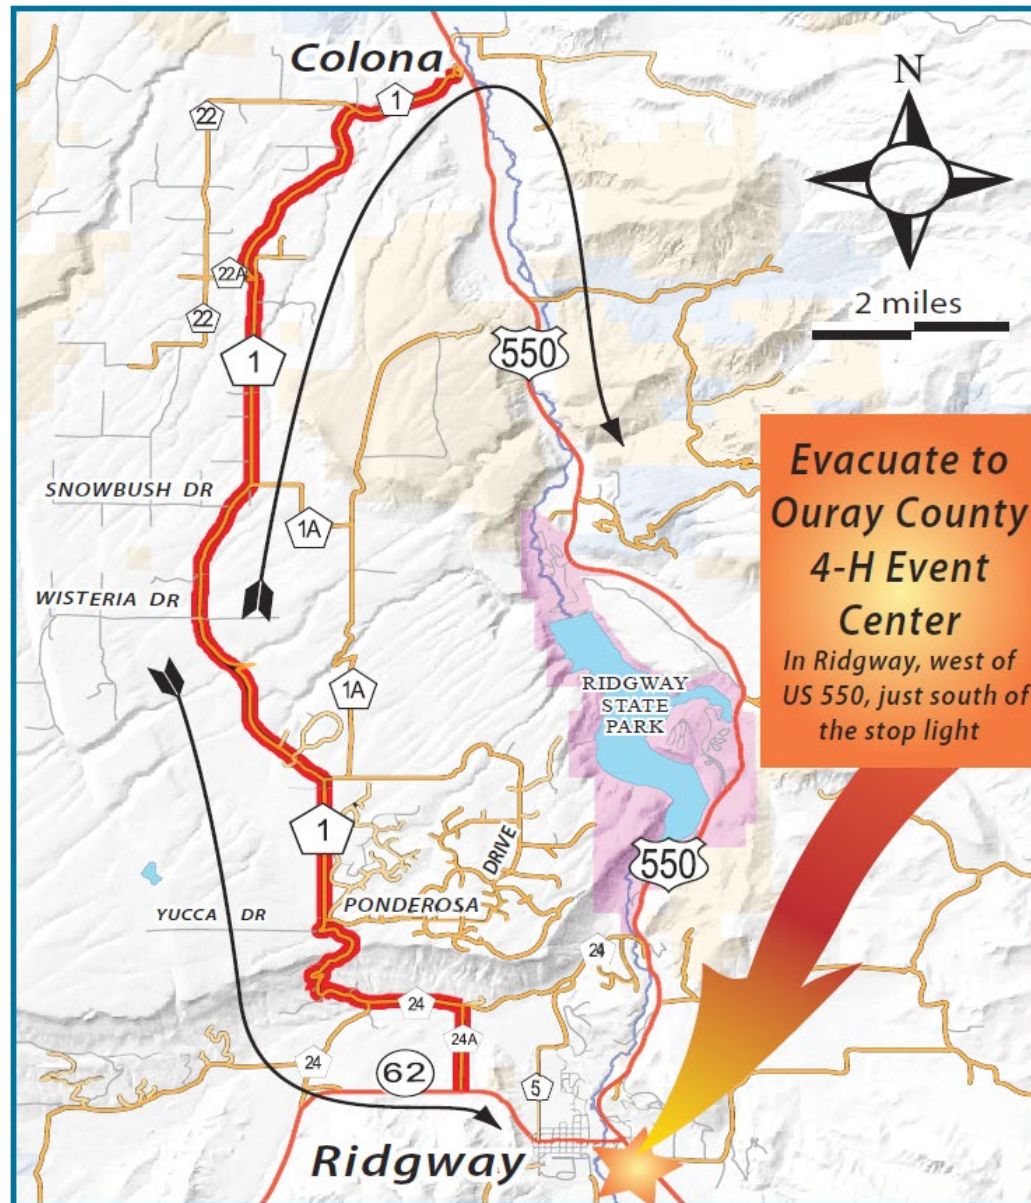 Colona
N
1
22
22A
22
2 miles
550
1
Evacuate to
Ouray County
4-H Event
Center
In Ridgway, west of
US 550, just south of
the stop light
SNOWBUSH DR
1A
WISTERIA DR
1A
RIDGWAY
STATE
PARK
1
550
PONDEROSA
DRIVE
YUCCA DR
24
24
24A
24
62
5
Ridgway